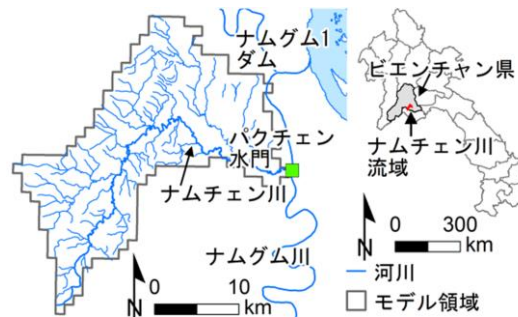 ナムグム1
ダム
パクチェン
水門
ナムチェン川
ナムグム川
0 10
km
N
ビエンチャン県
ナムチェン川
流域
0 300
km
N
河川
モデル領域